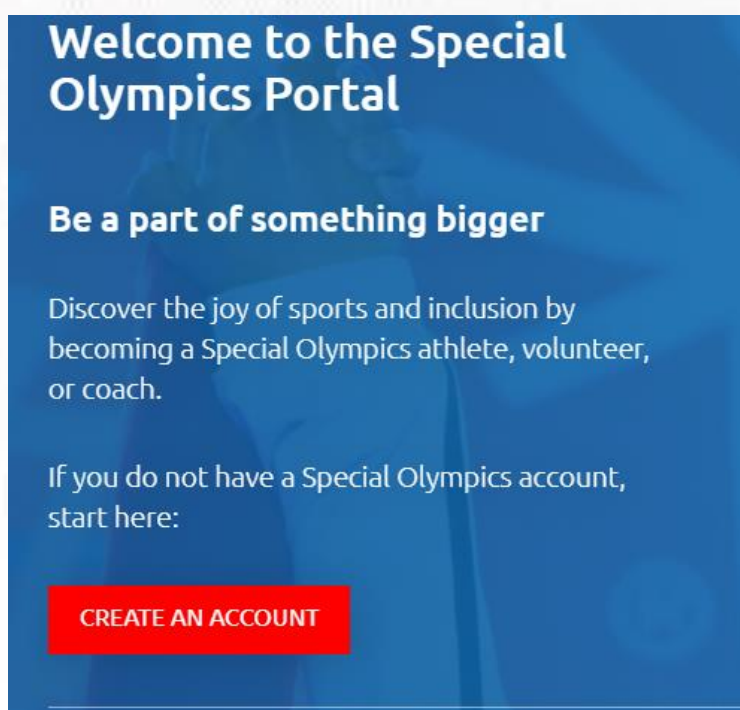 Welcome to the Special
Olympics Portal
Be a part of something bigger
Discover the joy of sports and inclusion by
becoming a Special Olympics athlete, volunteer,
or coach.
If you do not have a Special Olympics account,
start here:
CREATE AN ACCOUNT